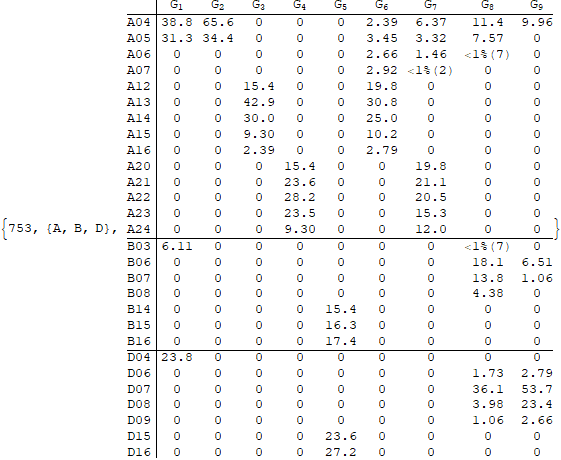 G1 G2 G3 G4 G5 G6 G7 G8 G9
A04 38.8 65.6 0 0 0 2.39 6.37 11.4 9.96
A05 31.3 34.4 0 0 0 3.45 3.32 7.57 0
A06 0 0 0 0 0 2.66 1.46 <1%(7) 0
A07 0 0 0 0 0 2.92 <1%(2) 0 0
A12 0 0 15.4 0 0 19.8 0 0 0
A13 0 0 42.9 0 0 30.8 0 0 0
A14 0 0 30.0 0 0 25.0 0 0 0
A15 0 0 9.30 0 0 10.2 0 0 0
A16 0 0 2.39 0 0 2.79 0 0 0
A20 0 0 0 15.4 0 0 19.8 0 0
A21 0 0 0 23.6 0 0 21.1 0 0
A22 0 0 0 28.2 0 0 20.5 0 0
A23 0 0 0 23.5 0 0 15.3 0 0
{753, {A, B, D}, A24 0 0 0 9.30 0 0 12.0 0 0 }
B03 6.11 0 0 0 0 0 0 <1%(7) 0
B06 0 0 0 0 0 0 0 18.1 6.51
B07 0 0 0 0 0 0 0 13.8 1.06
B08 0 0 0 0 0 0 0 4.38 0
B14 0 0 0 0 15.4 0 0 0 0
B15 0 0 0 0 16.3 0 0 0 0
B16 0 0 0 0 17.4 0 0 0 0
D04 23.8 0 0 0 0 0 0 0 0
D06 0 0 0 0 0 0 0 1.73 2.79
D07 0 0 0 0 0 0 0 36.1 53.7
D08 0 0 0 0 0 0 0 3.98 23.4
D09 0 0 0 0 0 0 0 1.06 2.66
D15 0 0 0 0 23.6 0 0 0 0
D16 0 0 0 0 27.2 0 0 0 0